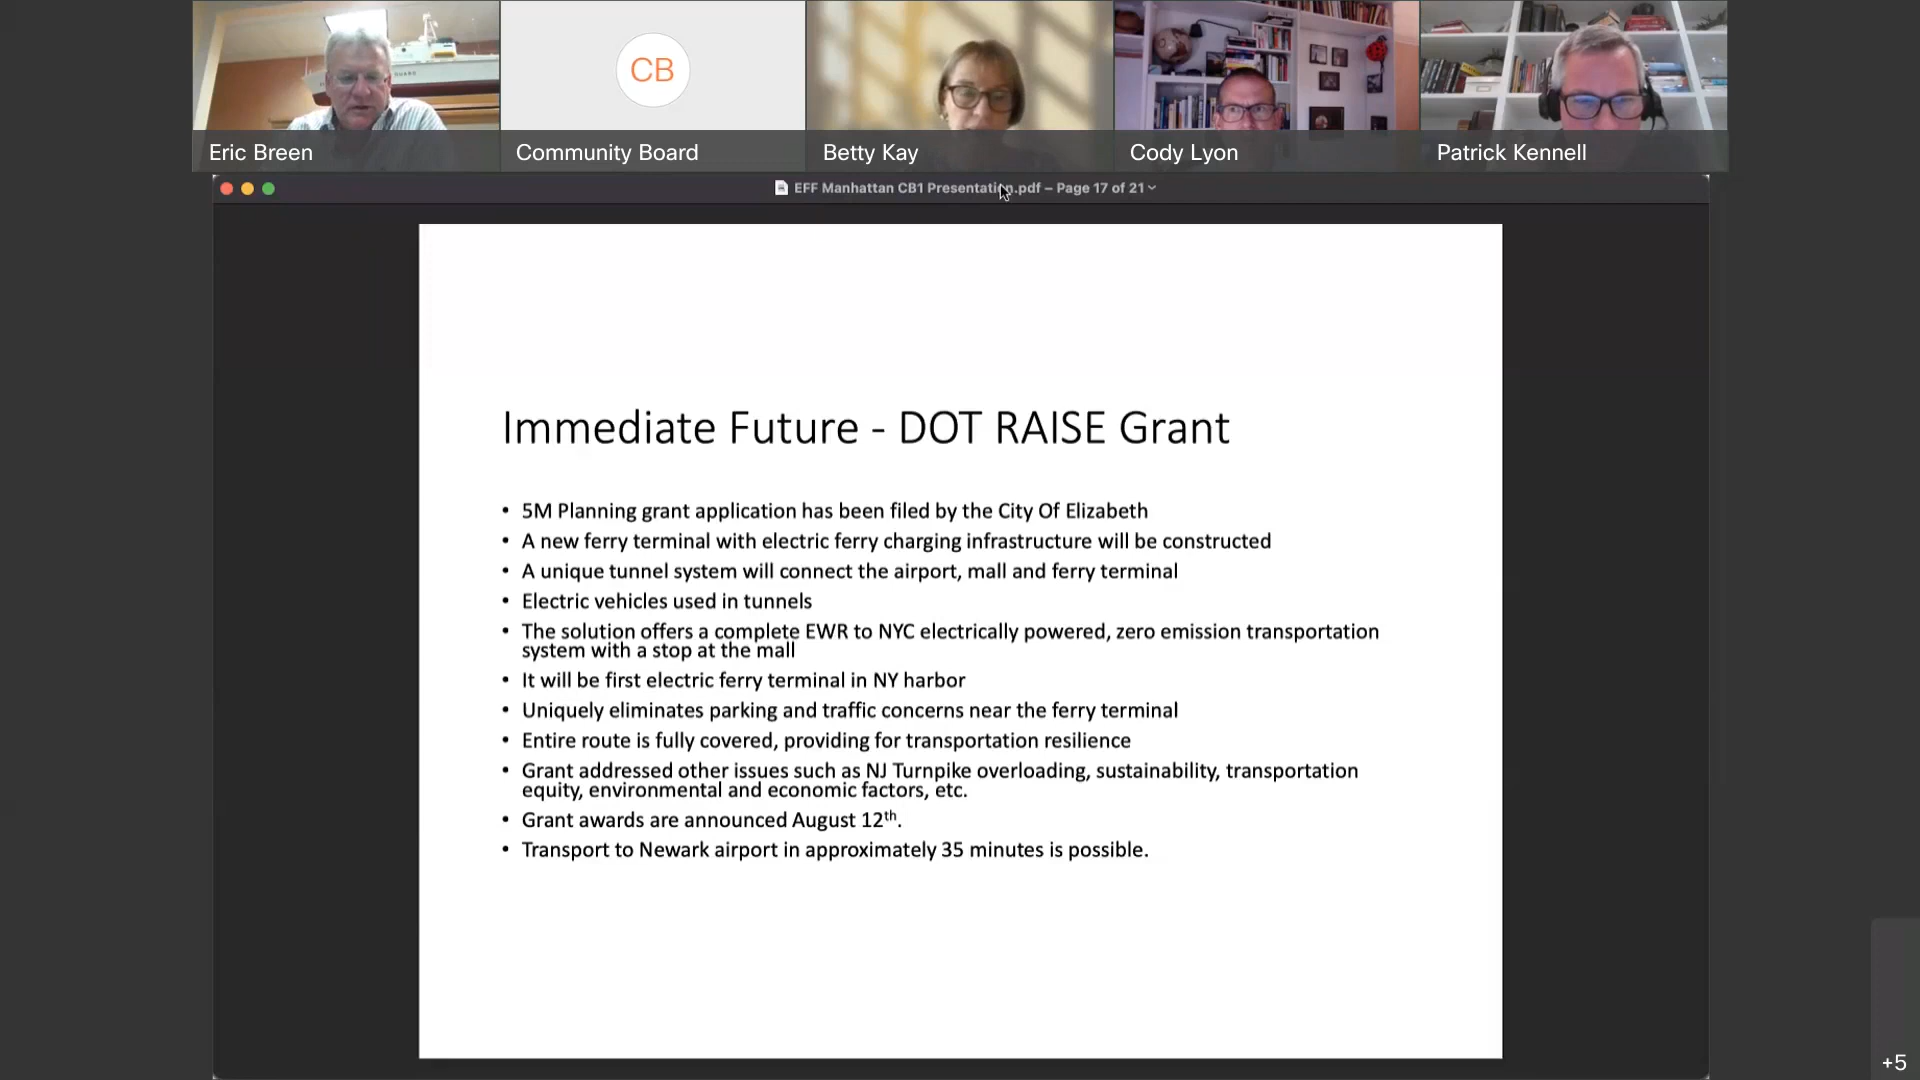 CB
Eric Breen
Community Board
Betty Kay
Cody Lyon
Patrick Kennell
EFF Manhattan CB1 Presentation.pdf – Page 17 of 21
Immediate Future - DOT RAISE Grant
• 5M Planning grant application has been filed by the City Of Elizabeth
• A new ferry terminal with electric ferry charging infrastructure will be constructed
• A unique tunnel system will connect the airport, mall and ferry terminal
• Electric vehicles used in tunnels
• The solution offers a complete EWR to NYC electrically powered, zero emission transportation
system with a stop at the mall
• It will be first electric ferry terminal in NY harbor
• Uniquely eliminates parking and traffic concerns near the ferry terminal
• Entire route is fully covered, providing for transportation resilience
• Grant addressed other issues such as NJ Turnpike overloading, sustainability, transportation
equity, environmental and economic factors, etc.
• Grant awards are announced August 12th.
• Transport to Newark airport in approximately 35 minutes is possible.
+5